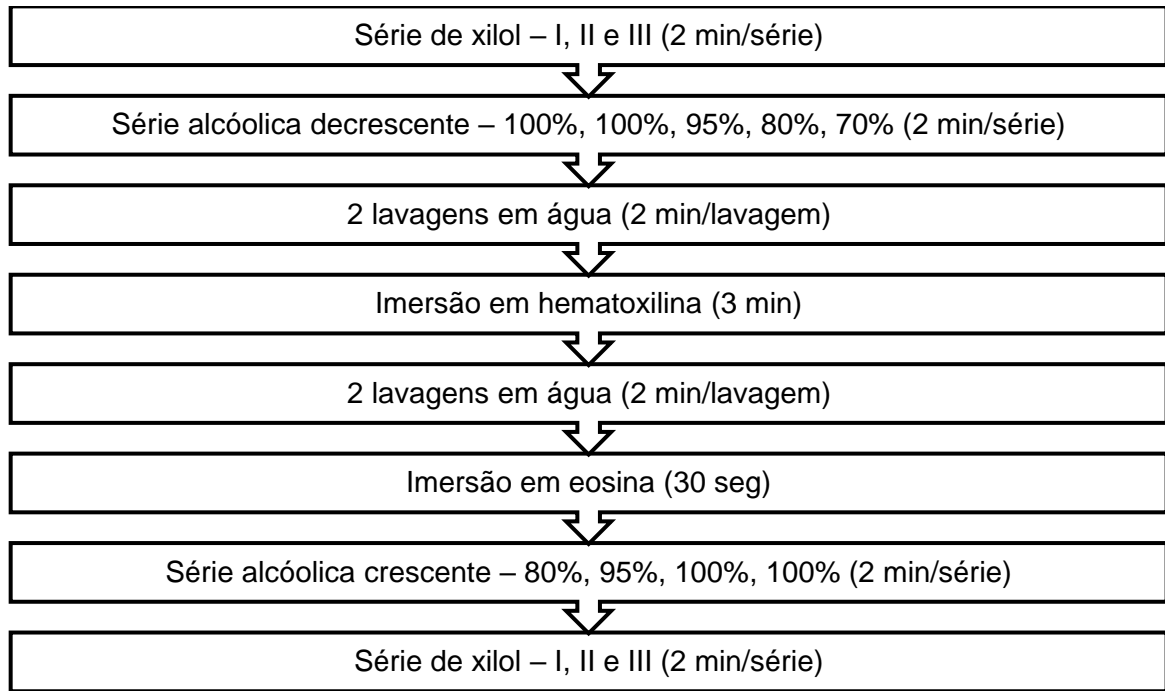 Série de xilol – I, II e III (2 min/série)
Série alcóolica decrescente – 100%, 100%, 95%, 80%, 70% (2 min/série)
2 lavagens em água (2 min/lavagem)
Imersão em hematoxilina (3 min)
2 lavagens em água (2 min/lavagem)
Imersão em eosina (30 seg)
Série alcóolica crescente – 80%, 95%, 100%, 100% (2 min/série)
Série de xilol – I, II e III (2 min/série)